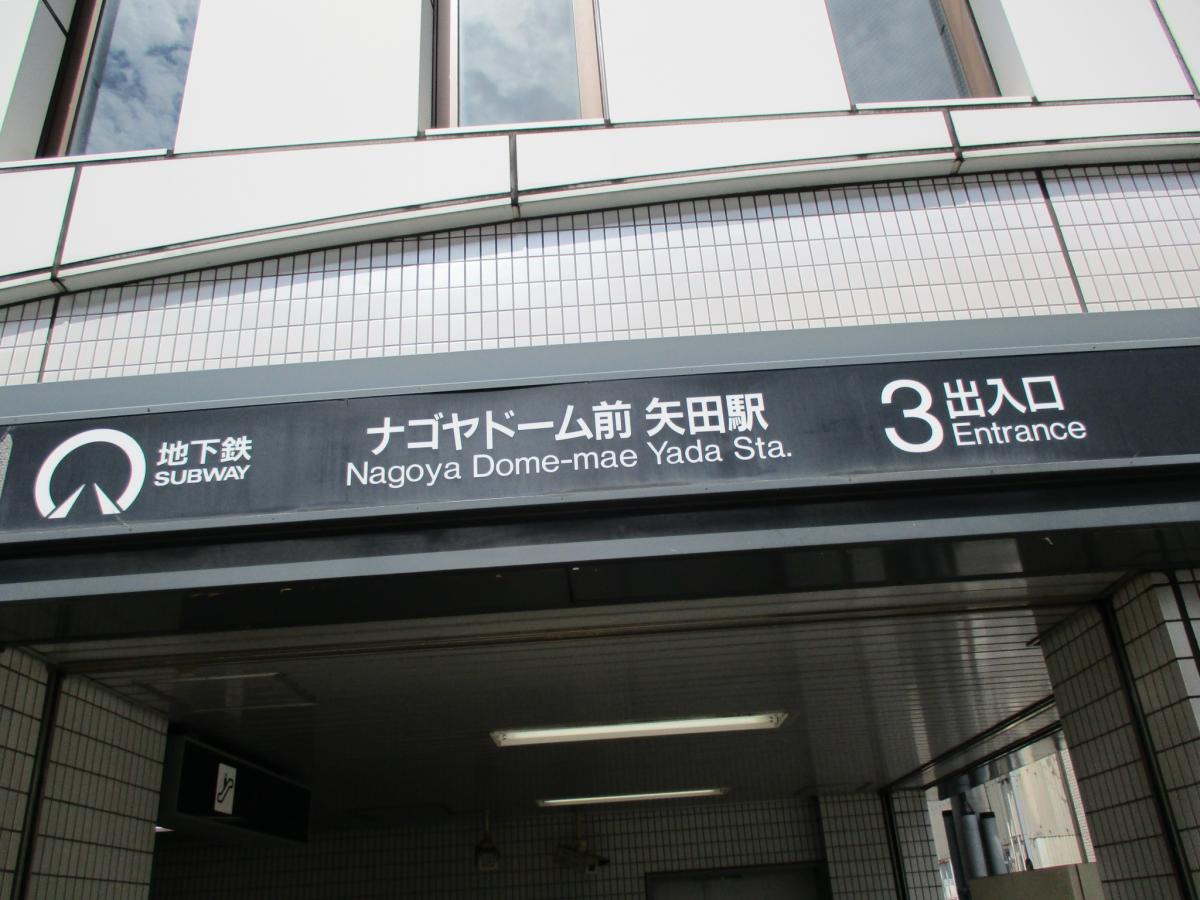 地下鉄
SUBWAY
ナゴヤドーム前 矢田駅
Nagoya Dome-mae Yada Sta.
3 出入口
Entrance